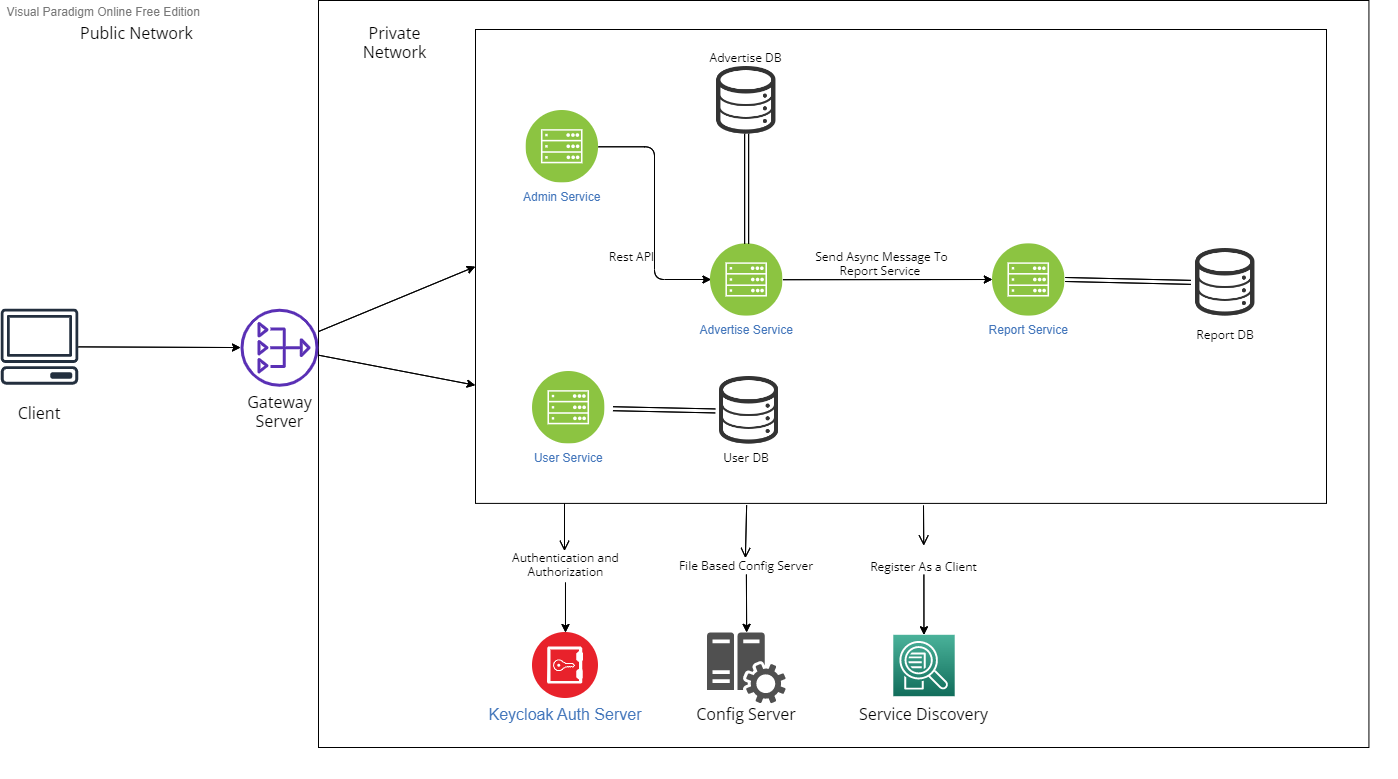 Visual Paradigm Online Free Edition
Public Network
Private
Network
Advertise DB
Admin Service
Rest API
Send Async Message To
Report Service
Advertise Service
Report Service
Report DB
Client
Gateway
Server
User Service
User DB
Authentication and
Authorization
File Based Config Server
Register As a Client
Keycloak Auth Server
Config Server
Service Discovery